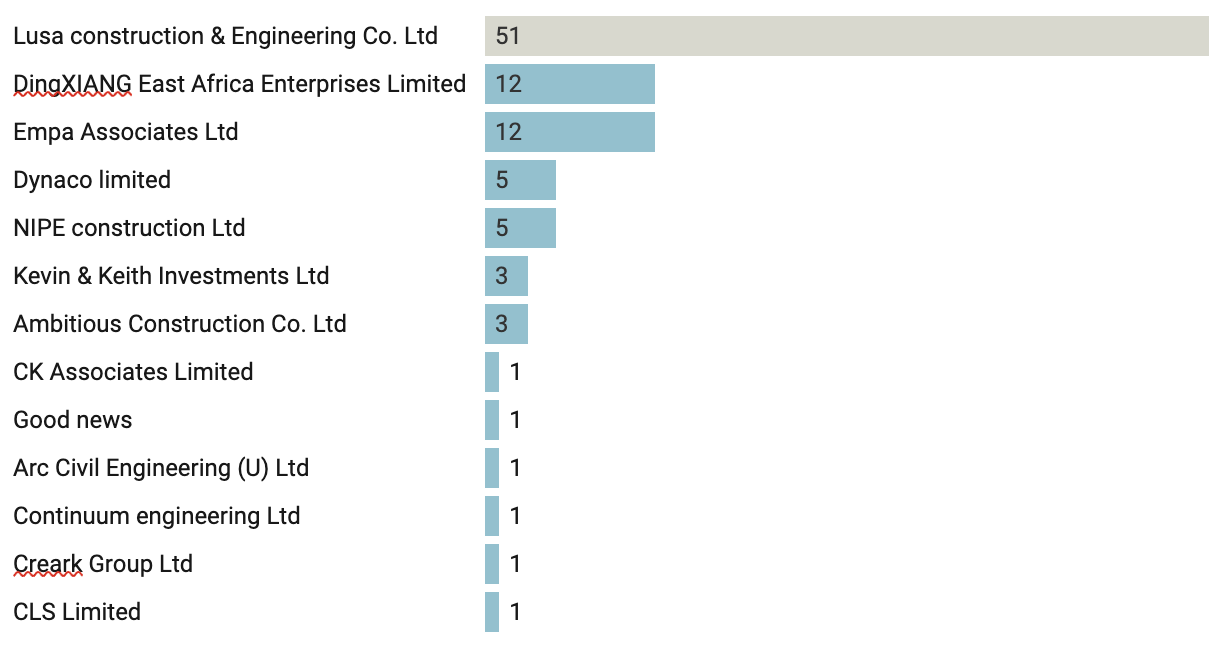 Lusa construction & Engineering Co. Ltd 51
DingXIANG East Africa Enterprises Limited 12
Empa Associates Ltd 12
Dynaco limited 5
NIPE construction Ltd 5
Kevin & Keith Investments Ltd 3
Ambitious Construction Co. Ltd 3
CK Associates Limited 1
Good news 1
Arc Civil Engineering (U) Ltd 1
Continuum engineering Ltd 1
Creark Group Ltd 1
CLS Limited 1